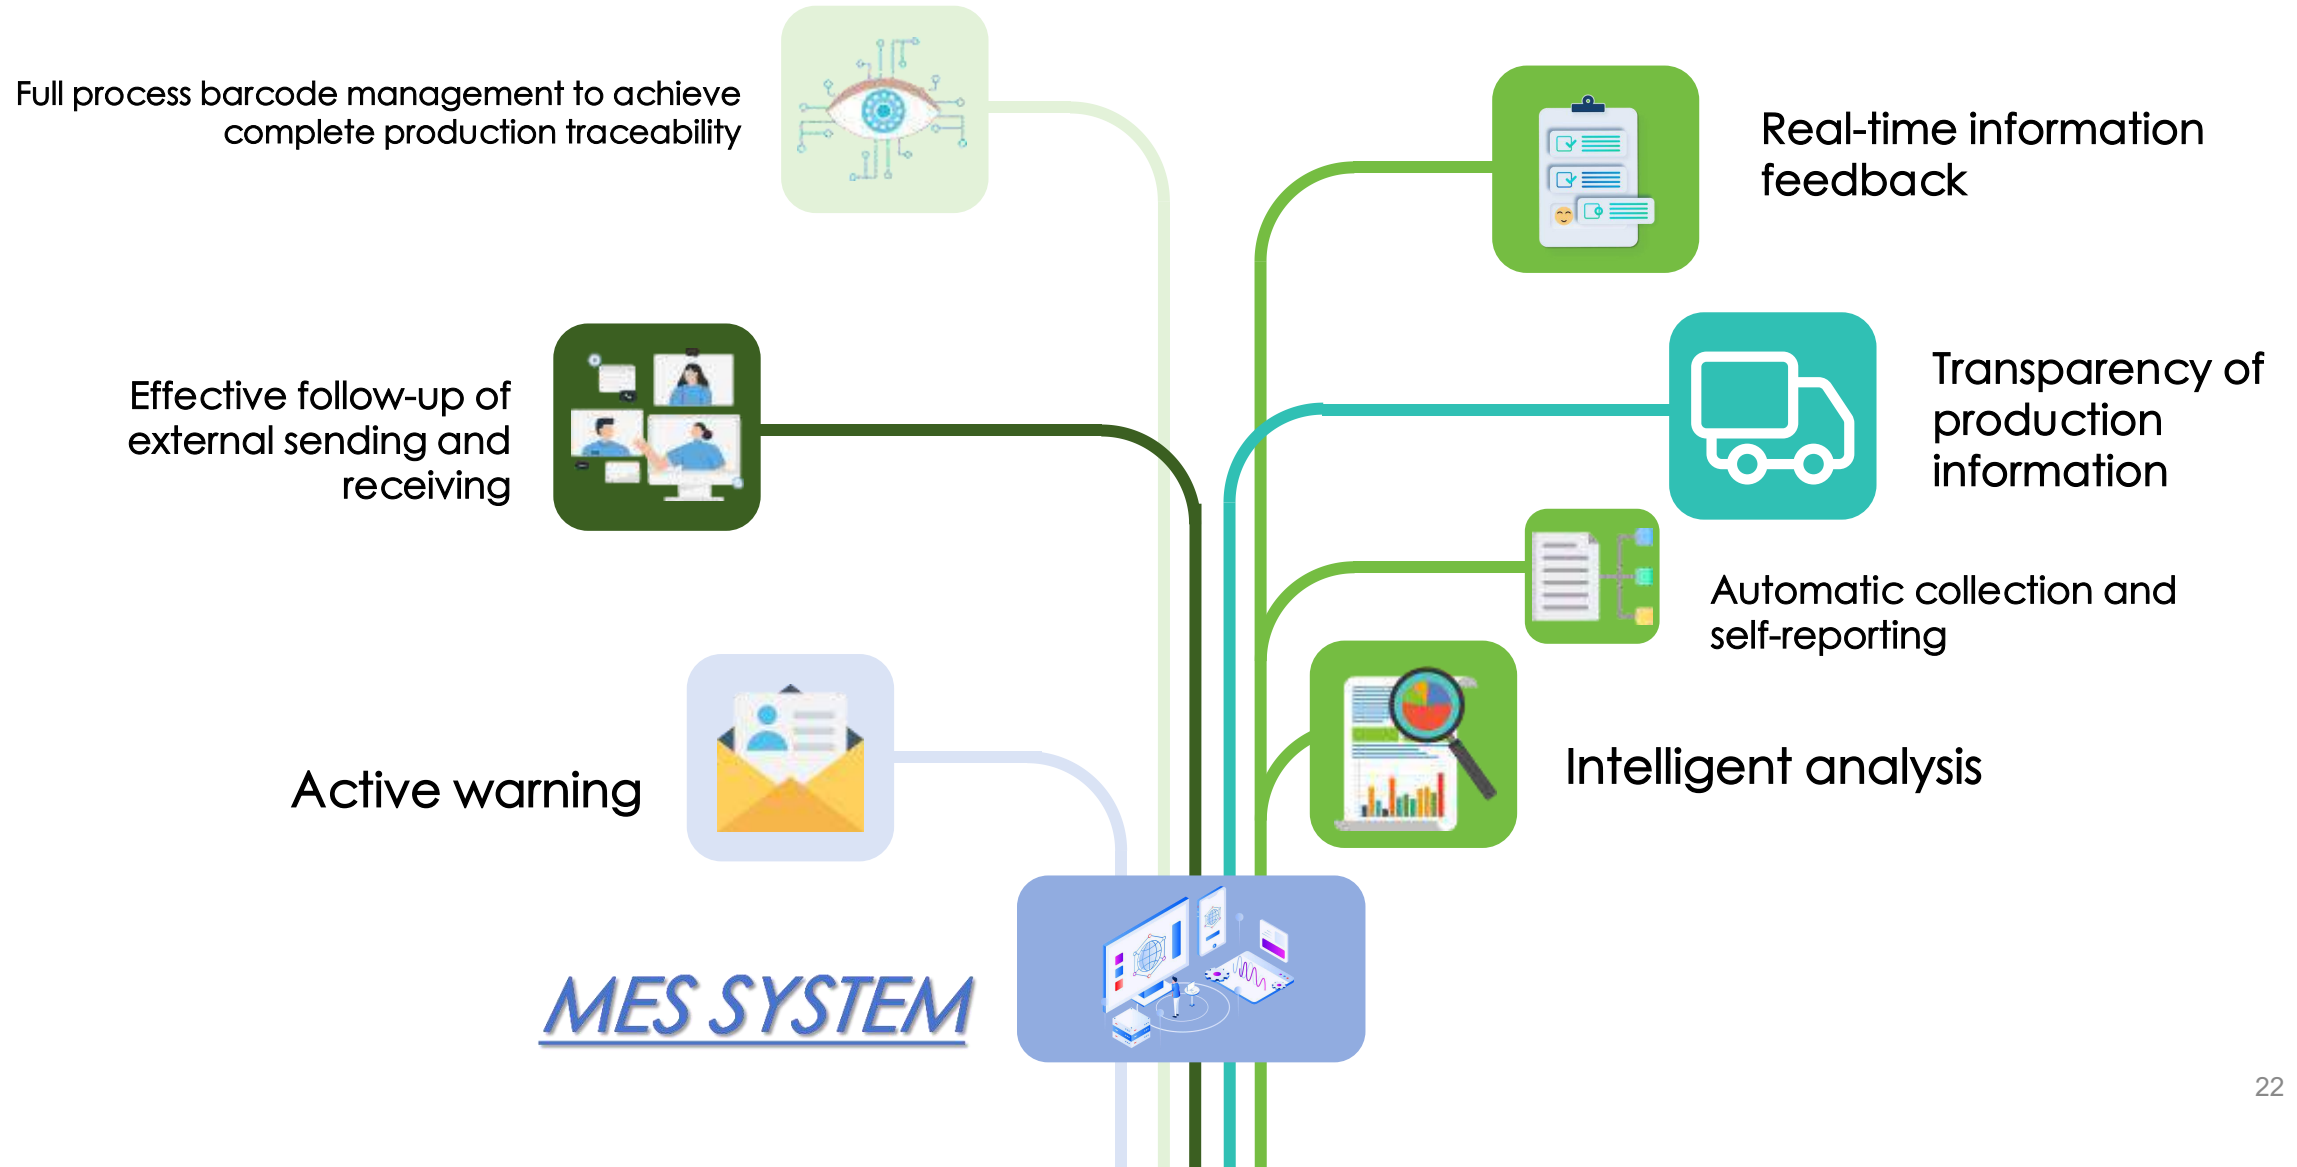 Full process barcode management to achieve
complete production traceability
Real-time information
feedback
Effective follow-up of
external sending and
receiving
Transparency of
production
information
Automatic collection and
self-reporting
Active warning
Intelligent analysis
MES SYSTEM
22